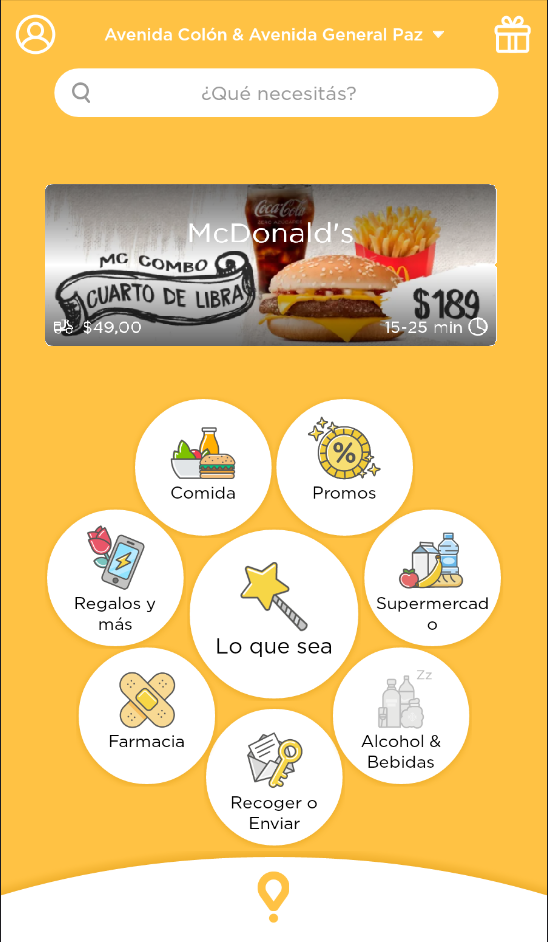 Avenida Colón & Avenida General Paz
¿Qué necesitás?
Coca-Cola
McDonald's
MC COMBO
CUARTO DE LIBRA
$189
$49,00
15-25 min
Comida
%
Promos
Regalos y
más
Supermercad
o
Lo que sea
Zz
Farmacia
Alcohol &
Bebidas
Recoger o
Enviar